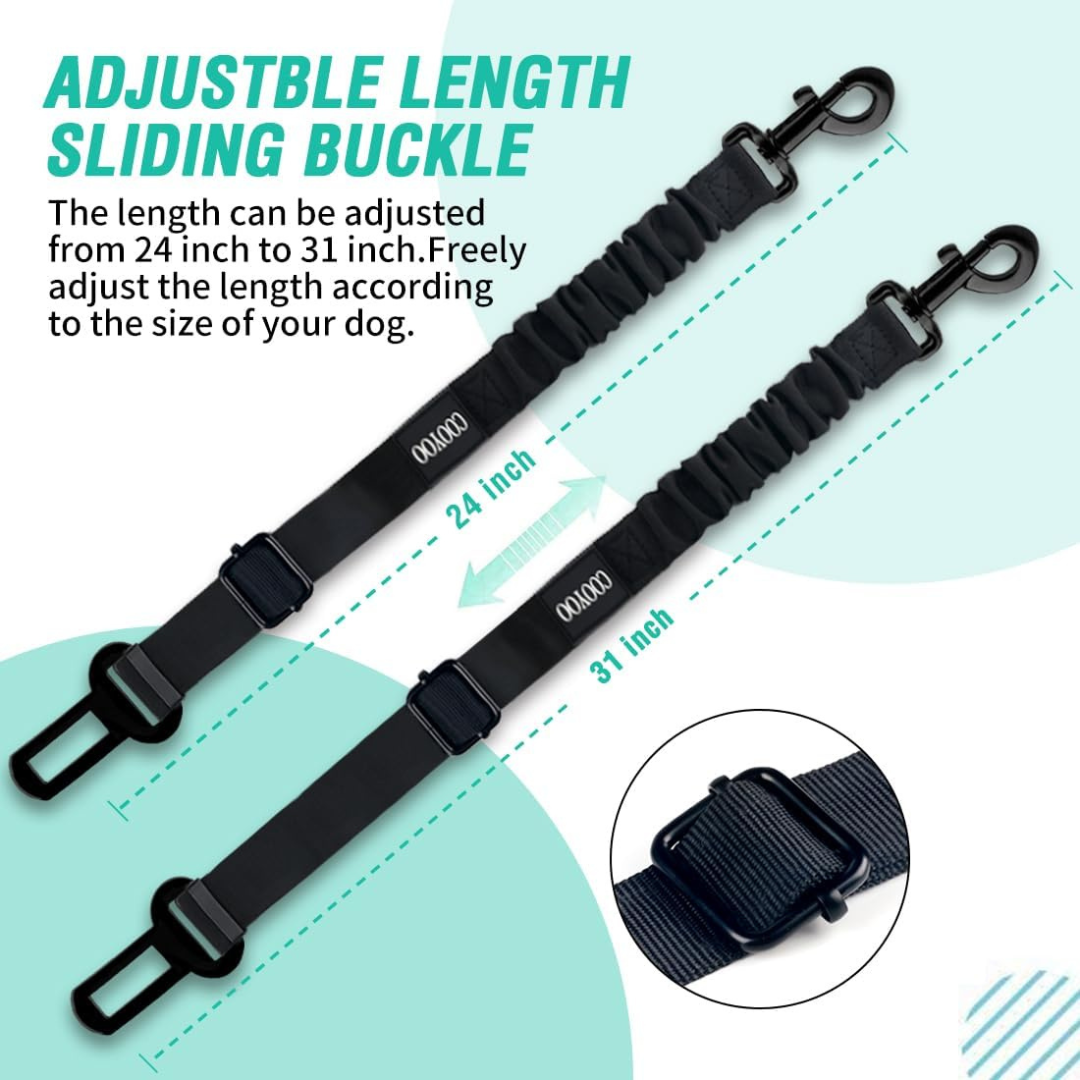 ADJUSTBLE LENGTH
SLIDING BUCKLE
The length can be adjusted
from 24 inch to 31 inch.Freely
adjust the length according
to the size of your dog.
COOYOO
24 inch
COOYOO
31 inch